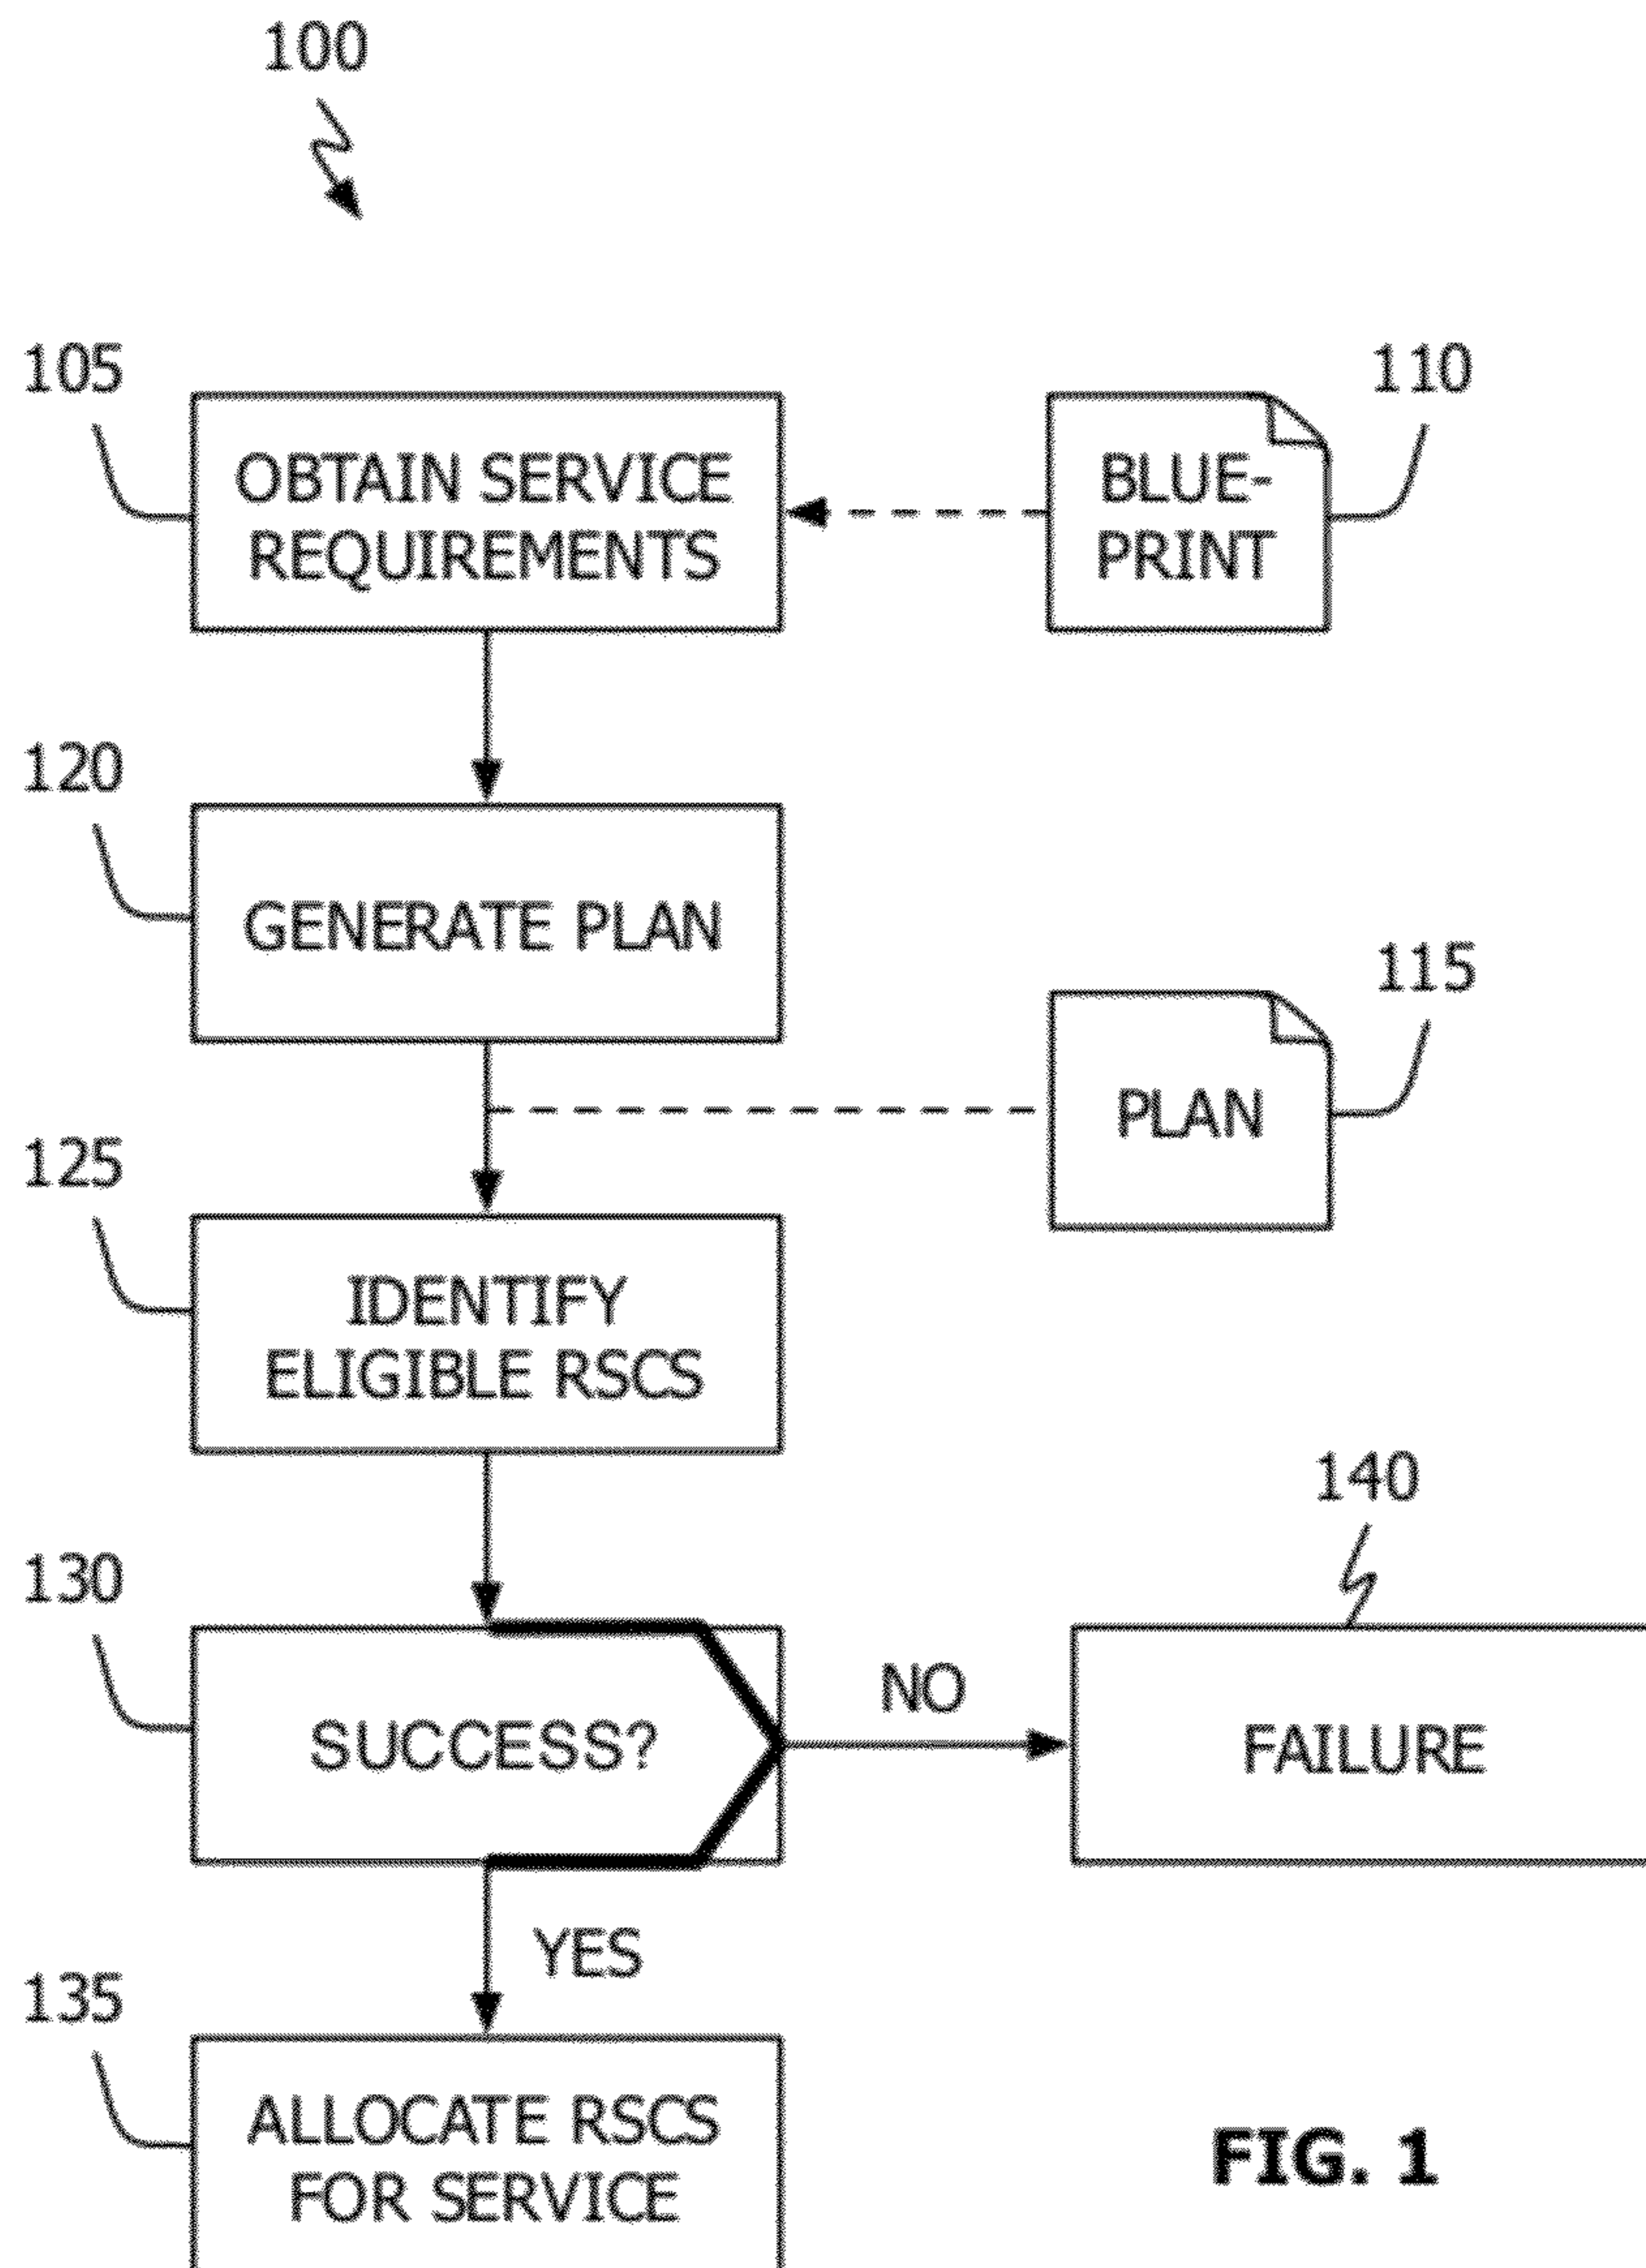 100
105
OBTAIN SERVICE
REQUIREMENTS
BLUE-
PRINT
110
120
GENERATE PLAN
115
PLAN
125
IDENTIFY
ELIGIBLE RSCS
140
130
SUCCESS?
NO
FAILURE
YES
135
ALLOCATE RSCS
FOR SERVICE
FIG. 1